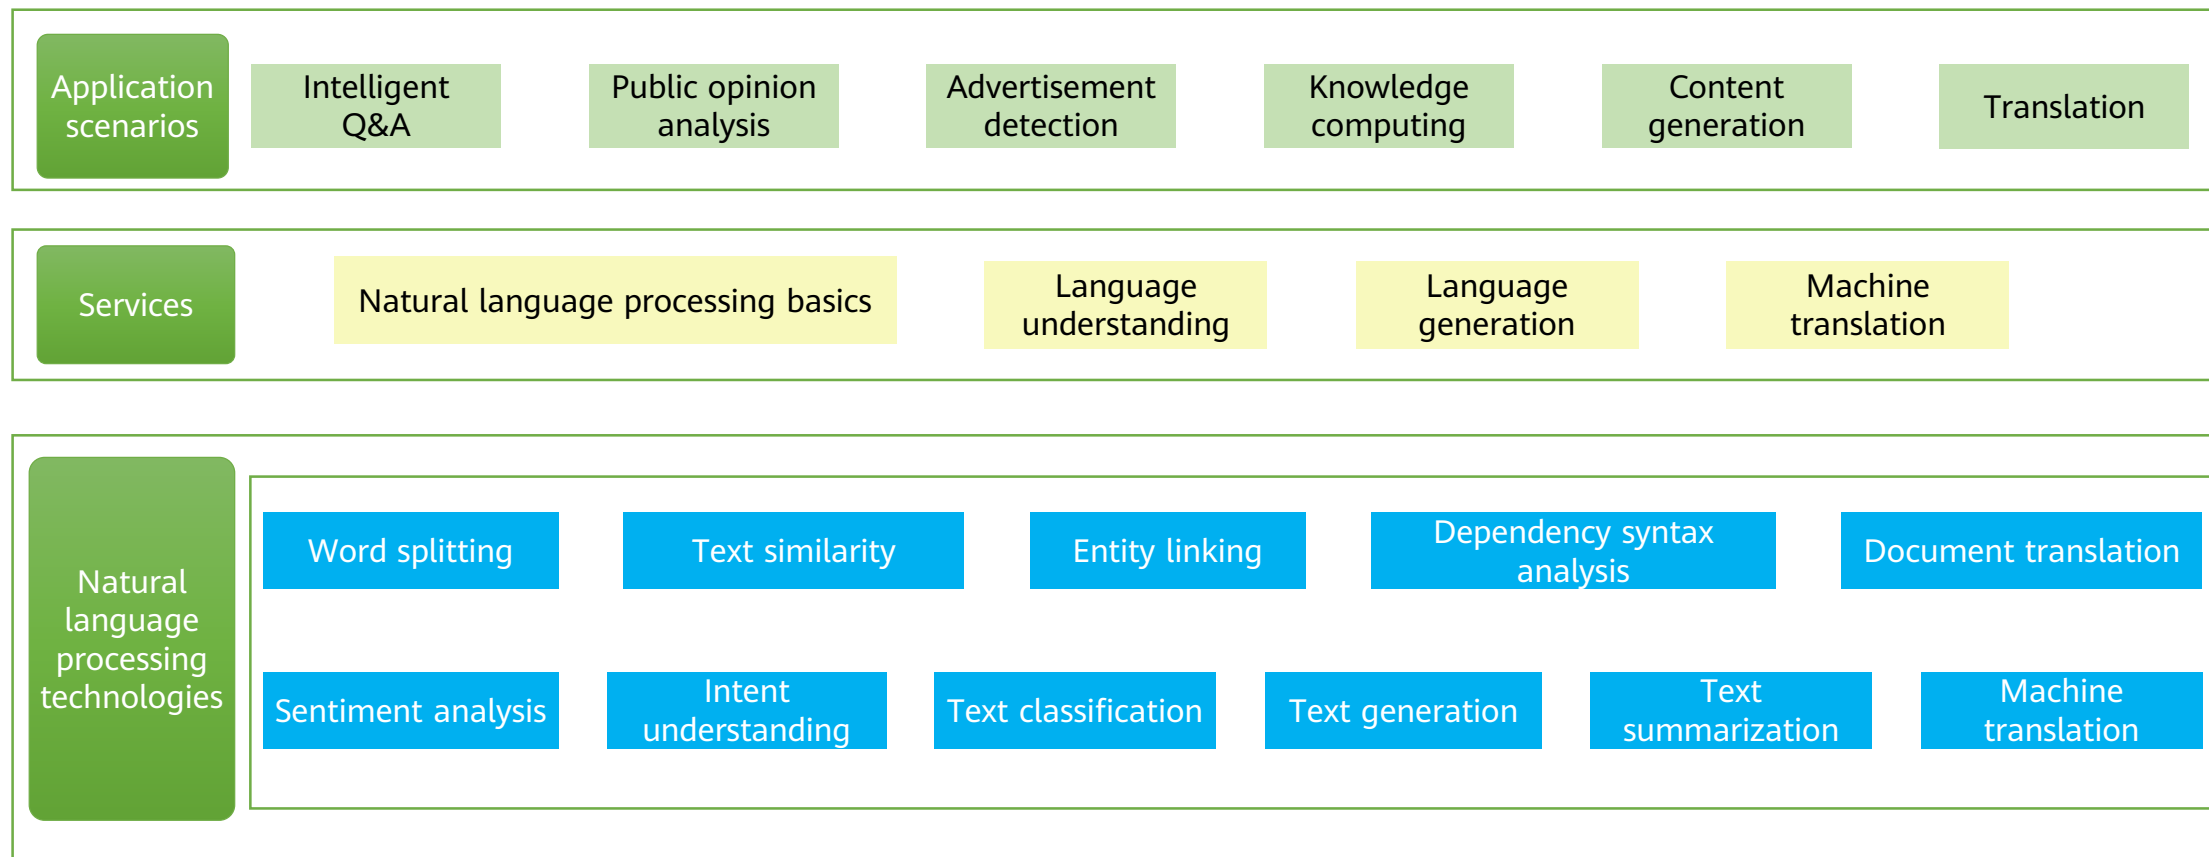 Application
scenarios
Intelligent
Q&A
Public opinion
analysis
Advertisement
detection
Knowledge
computing
Content
generation
Translation
Services
Natural language processing basics
Language
understanding
Language
generation
Machine
translation
Natural
language
processing
technologies
Word splitting
Text similarity
Entity linking
Dependency syntax
analysis
Document translation
Sentiment analysis
Intent
understanding
Text classification
Text generation
Text
summarization
Machine
translation